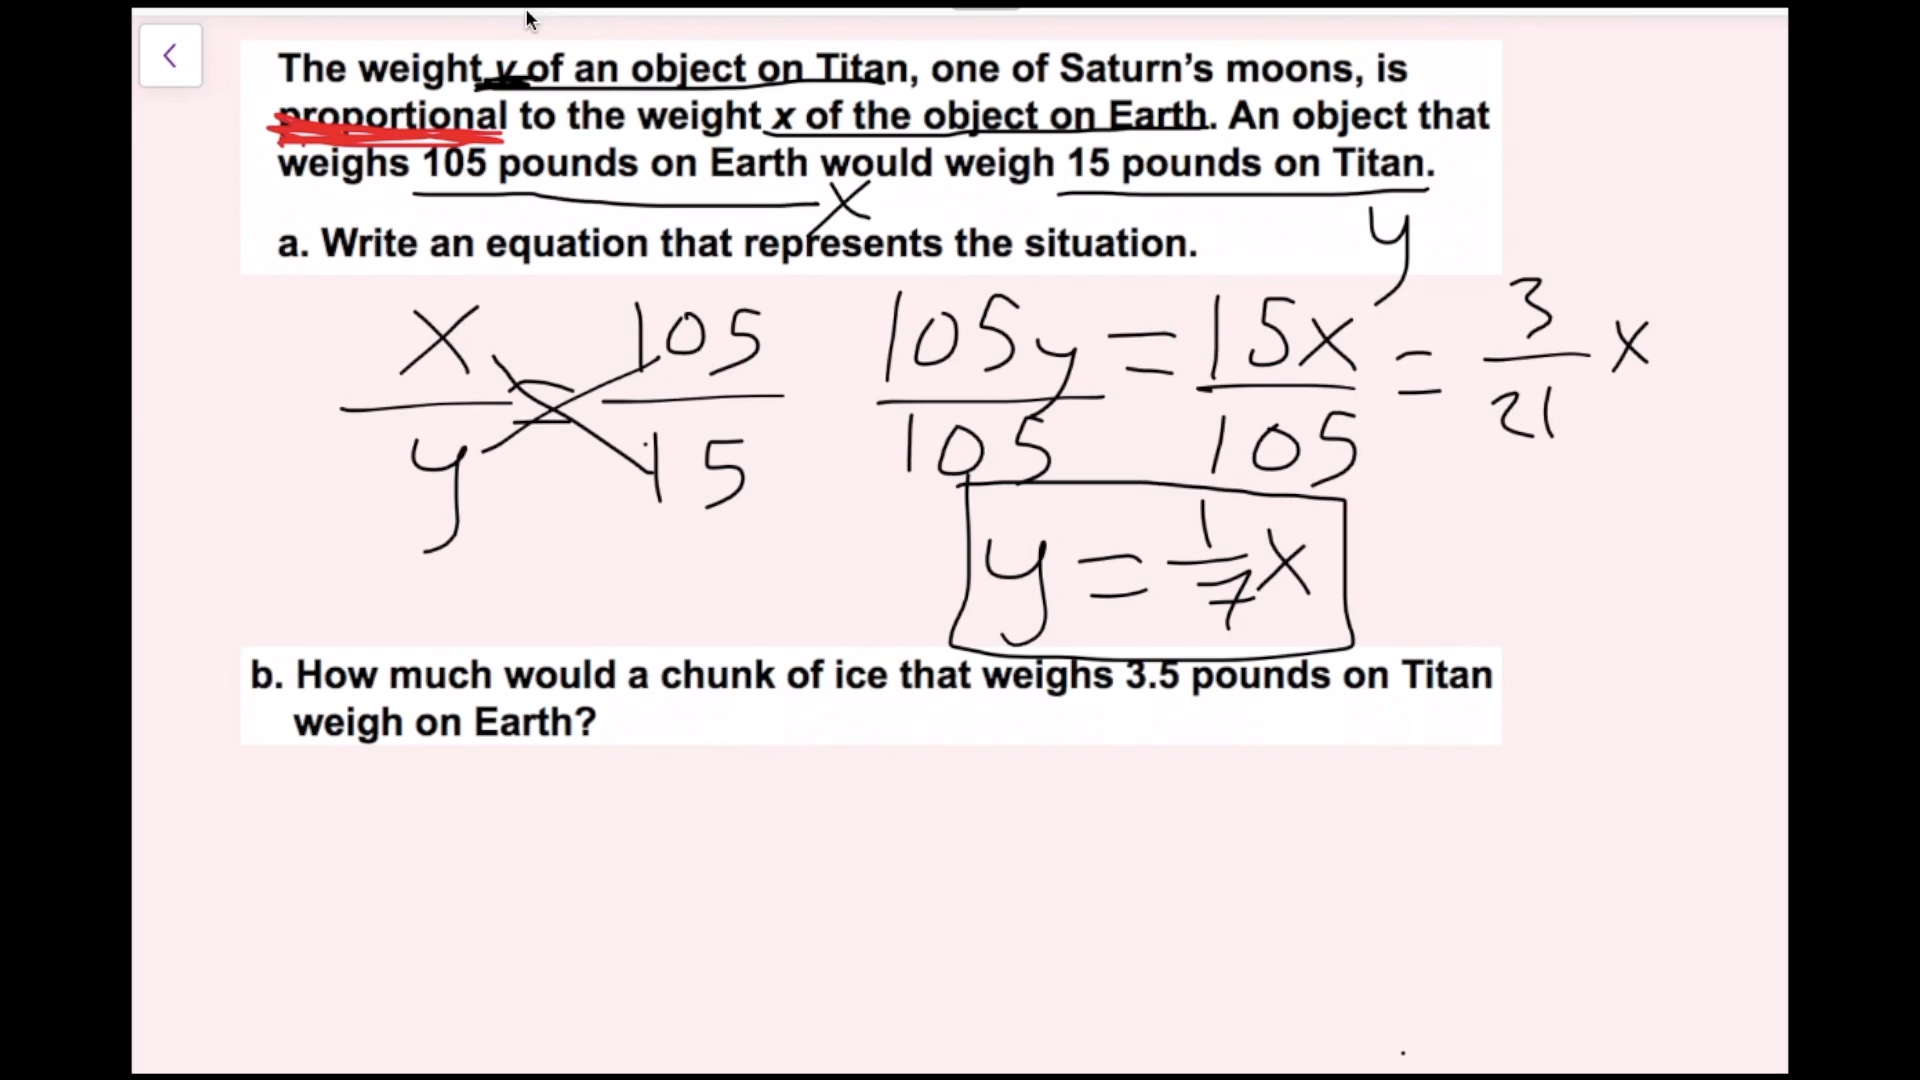 The weight y of an object on Titan, one of Saturn's moons, is
proportional to the weight x of the object on Earth. An object that
weighs 105 pounds on Earth would weigh 15 pounds on Titan.
x
y
a. Write an equation that represents the situation.
x/y = 105/15
105y/105 = 15x/105 = 3/21 x
y = 1/7 x
b. How much would a chunk of ice that weighs 3.5 pounds on Titan
weigh on Earth?